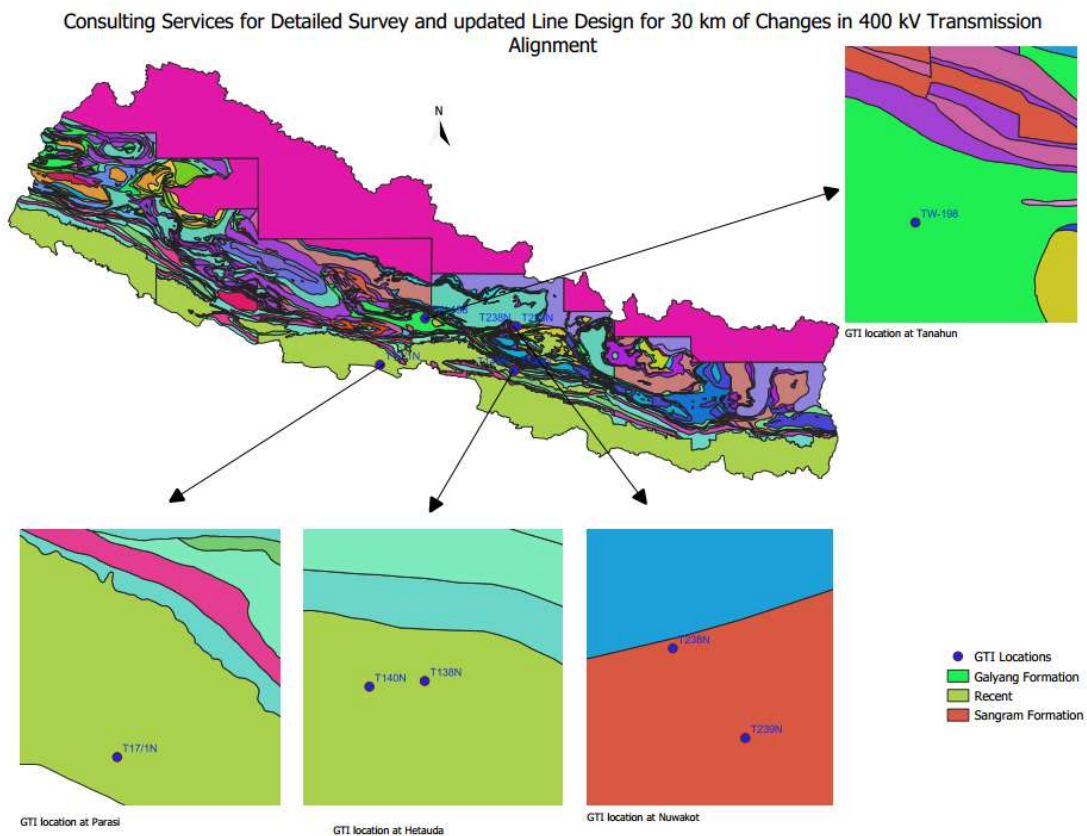 Consulting Services for Detailed Survey and updated Line Design for 30 km of Changes in 400 kV Transmission
Alignment
N
TW-198
GTI location at Tanahun
T238N
T17/1N
T140N
T138N
T238N
T239N
GTI Locations
Galyang Formation
Recent
Sangram Formation
GTI location at Parasi
GTI location at Hetauda
GTI location at Nuwakot